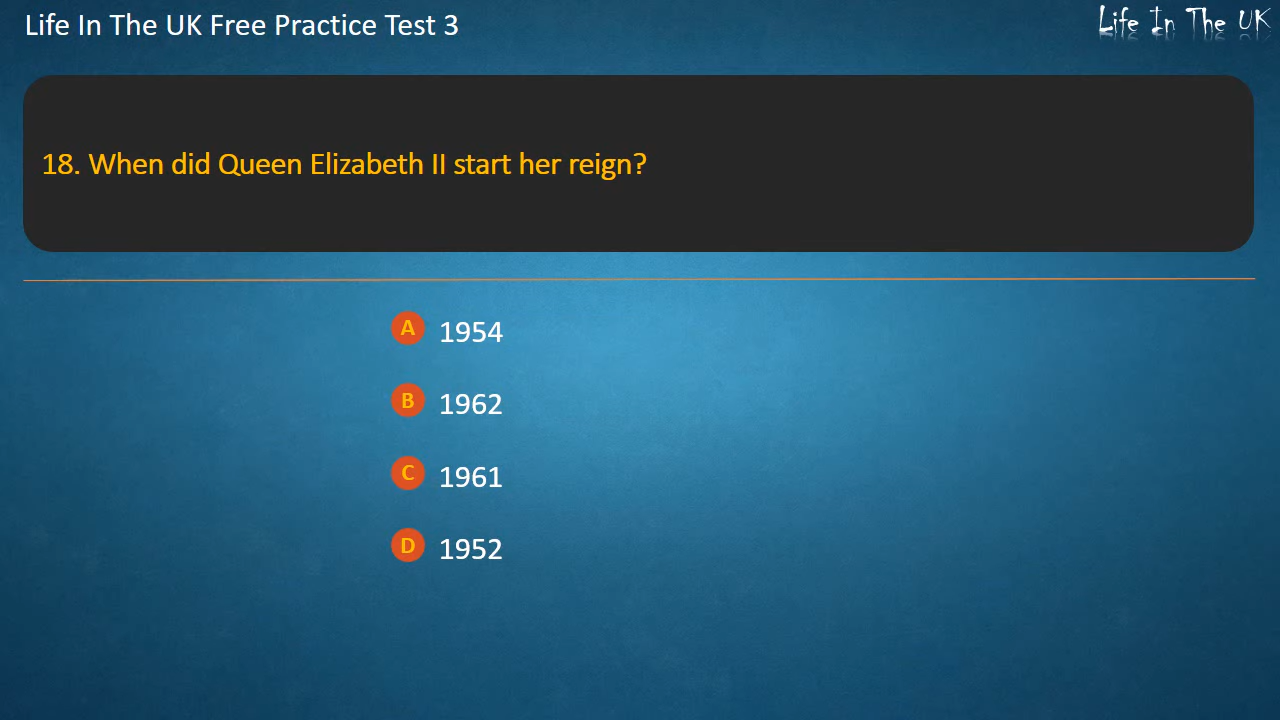 Life In The UK Free Practice Test 3
Life In The UK
18. When did Queen Elizabeth II start her reign?
A 1954
B 1962
C 1961
D 1952